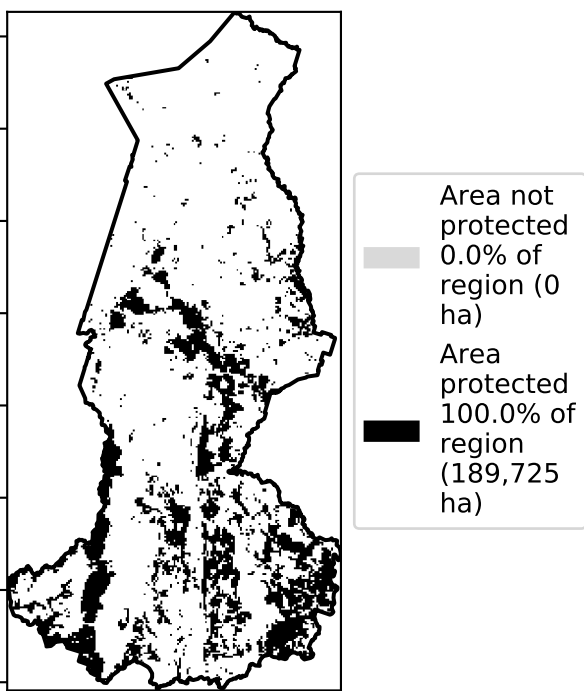 Area not
protected
0.0% of
region (0
ha)
Area
protected
100.0% of
region
(189,725
ha)